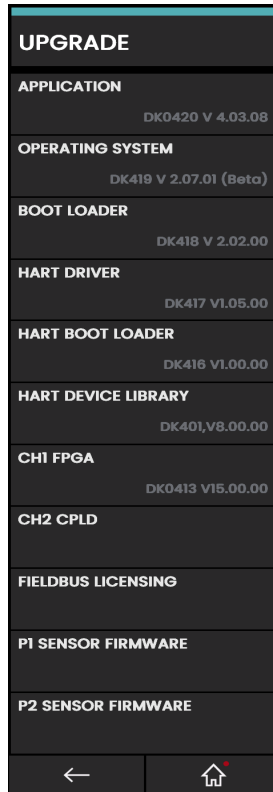 UPGRADE
APPLICATION
DK0420 V 4.03.08
OPERATING SYSTEM
DK419 V 2.07.01 (Beta)
BOOT LOADER
DK418 V 2.02.00
HART DRIVER
DK417 V1.05.00
HART BOOT LOADER
DK416 V1.00.00
HART DEVICE LIBRARY
DK401,V8.00.00
CH1 FPGA
DK0413 V15.00.00
CH2 CPLD
FIELDBUS LICENSING
P1 SENSOR FIRMWARE
P2 SENSOR FIRMWARE